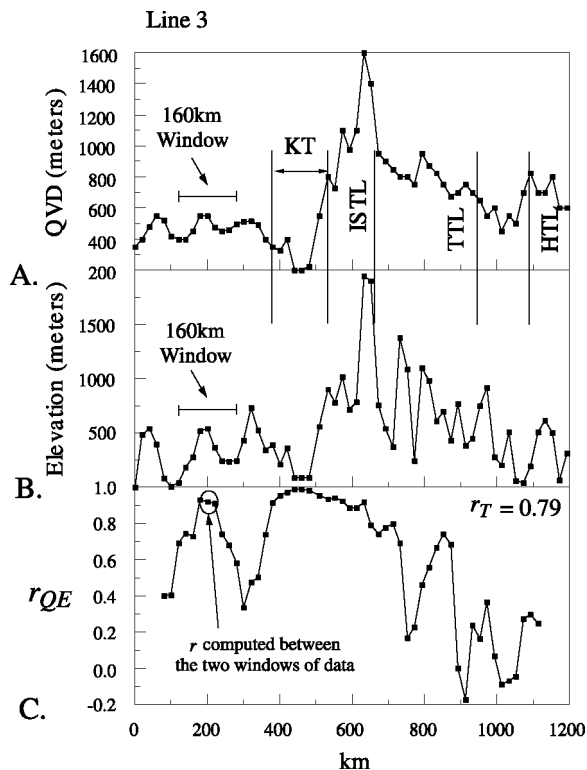 Line 3
1600
1400
1200
1000
800
600
400
200
QVD (meters)
160km
Window
KT
ISTL
TTL
HTL
A.
1500
1000
500
Elevation (meters)
160km
Window
B.
1.0
0.8
0.6
0.4
0.2
0.0
-0.2
rQE
rT = 0.79
r computed between
the two windows of data
C.
0
200
400
600
800
1000
1200
km